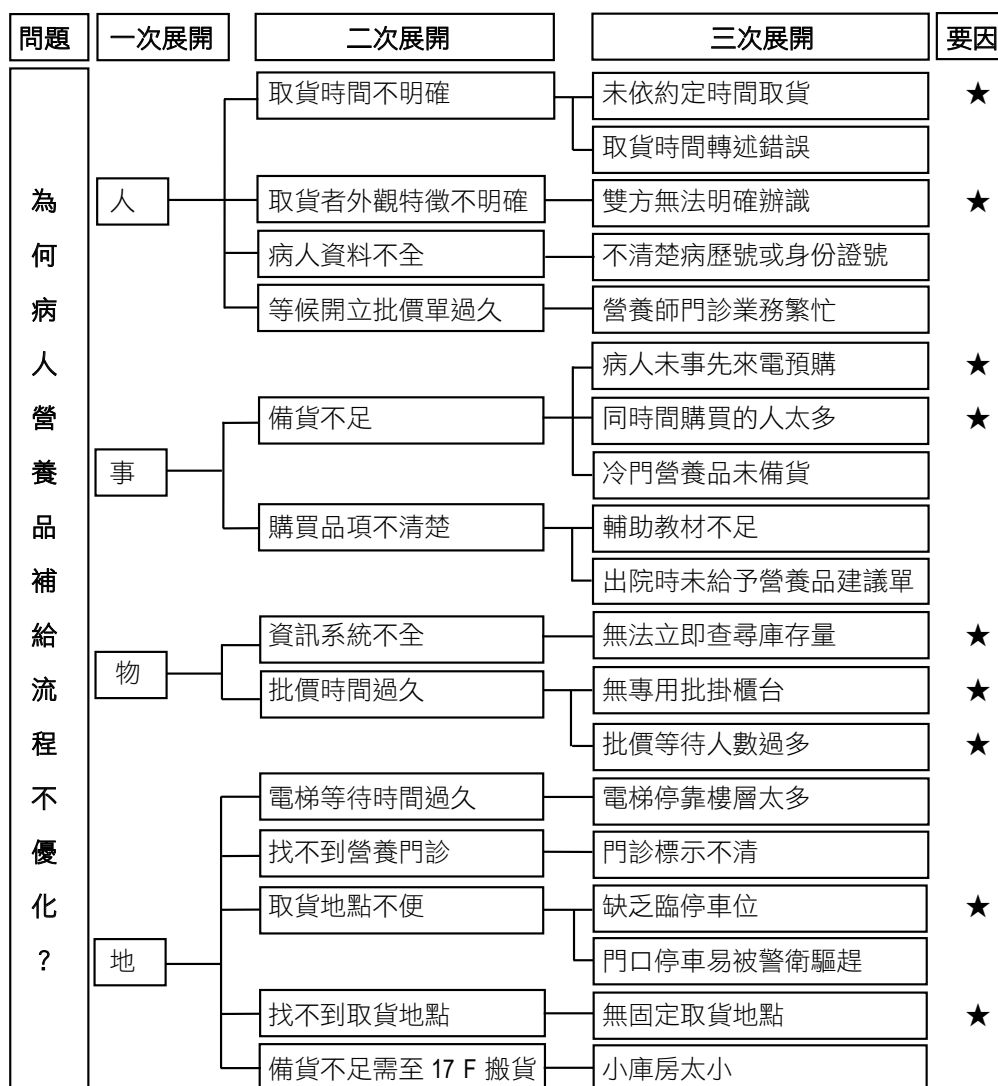 問題 一次展開 二次展開 三次展開 要因
為何病人營養品補給流程不優化?
人
取貨時間不明確 未依約定時間取貨 ★
取貨時間轉述錯誤
取貨者外觀特徵不明確 雙方無法明確辦識 ★
病人資料不全 不清楚病歷號或身份證號
等候開立批價單過久 營養師門診業務繁忙
事
病人未事先來電預購 ★
備貨不足 同時間購買的人太多 ★
冷門營養品未備貨
購買品項不清楚 輔助教材不足
出院時未給予營養品建議單
物
資訊系統不全 無法立即查尋庫存量 ★
批價時間過久 無專用批掛櫃台 ★
批價等待人數過多 ★
地
電梯等待時間過久 電梯停靠樓層太多
找不到營養門診 門診標示不清
取貨地點不便 缺乏臨停車位 ★
門口停車易被警衛驅趕
找不到取貨地點 無固定取貨地點 ★
備貨不足需至 17 F 搬貨 小庫房太小